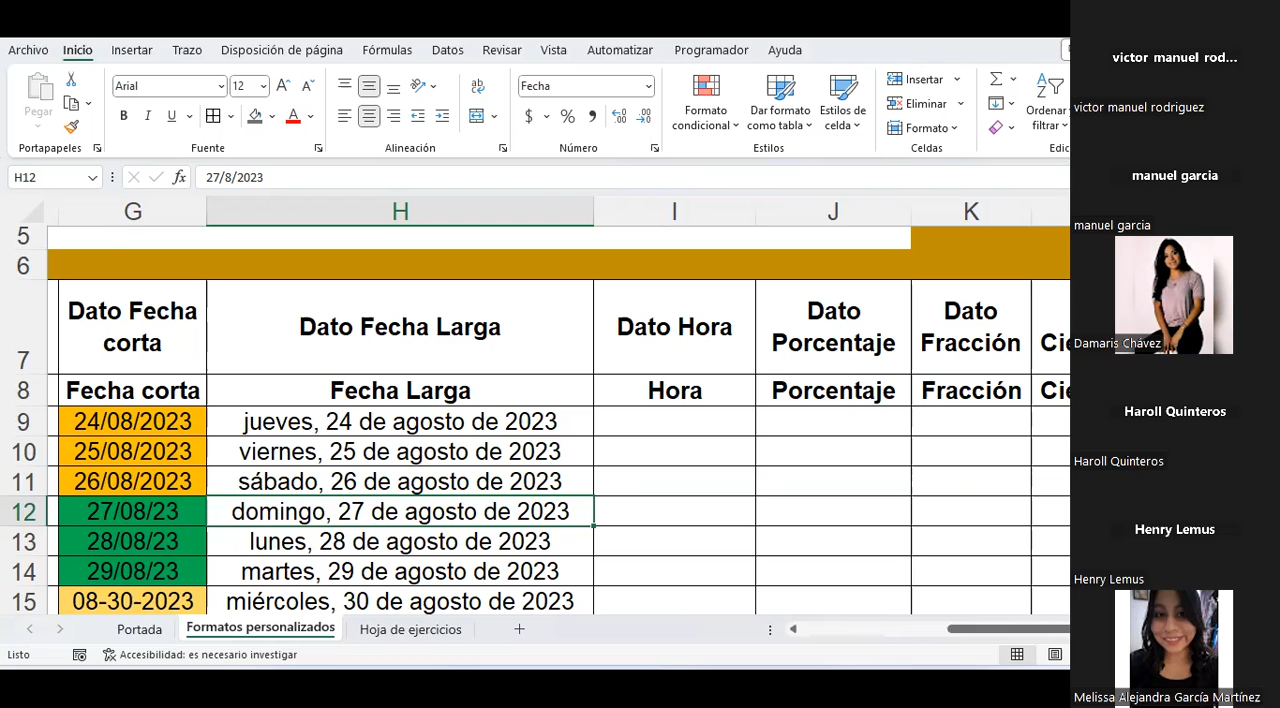 Archivo Inicio Insertar Trazo Disposición de página Fórmulas Datos Revisar Vista Automatizar Programador Ayuda
Pegar
Portapapeles
Arial 12
N K S
Fuente
ab
Alineación
Fecha
$ % ,
Número
Formato condicional
Dar formato como tabla
Estilos de celda
Estilos
Insertar
Eliminar
Formato
Celdas
Ordenar
filtrar
Edic
H12 fx 27/8/2023
G H I J K
5
6
7 Dato Fecha corta Dato Fecha Larga Dato Hora Dato Porcentaje Dato Fracción Cie
8 Fecha corta Fecha Larga Hora Porcentaje Fracción Cie
9 24/08/2023 jueves, 24 de agosto de 2023
10 25/08/2023 viernes, 25 de agosto de 2023
11 26/08/2023 sábado, 26 de agosto de 2023
12 27/08/23 domingo, 27 de agosto de 2023
13 28/08/23 lunes, 28 de agosto de 2023
14 29/08/23 martes, 29 de agosto de 2023
15 08-30-2023 miércoles, 30 de agosto de 2023
Portada Formatos personalizados Hoja de ejercicios
Listo Accesibilidad: es necesario investigar
victor manuel rod...
victor manuel rodriguez
manuel garcia
manuel garcia
Damaris Chávez
Haroll Quinteros
Haroll Quinteros
Henry Lemus
Henry Lemus
Melissa Alejandra García Martínez